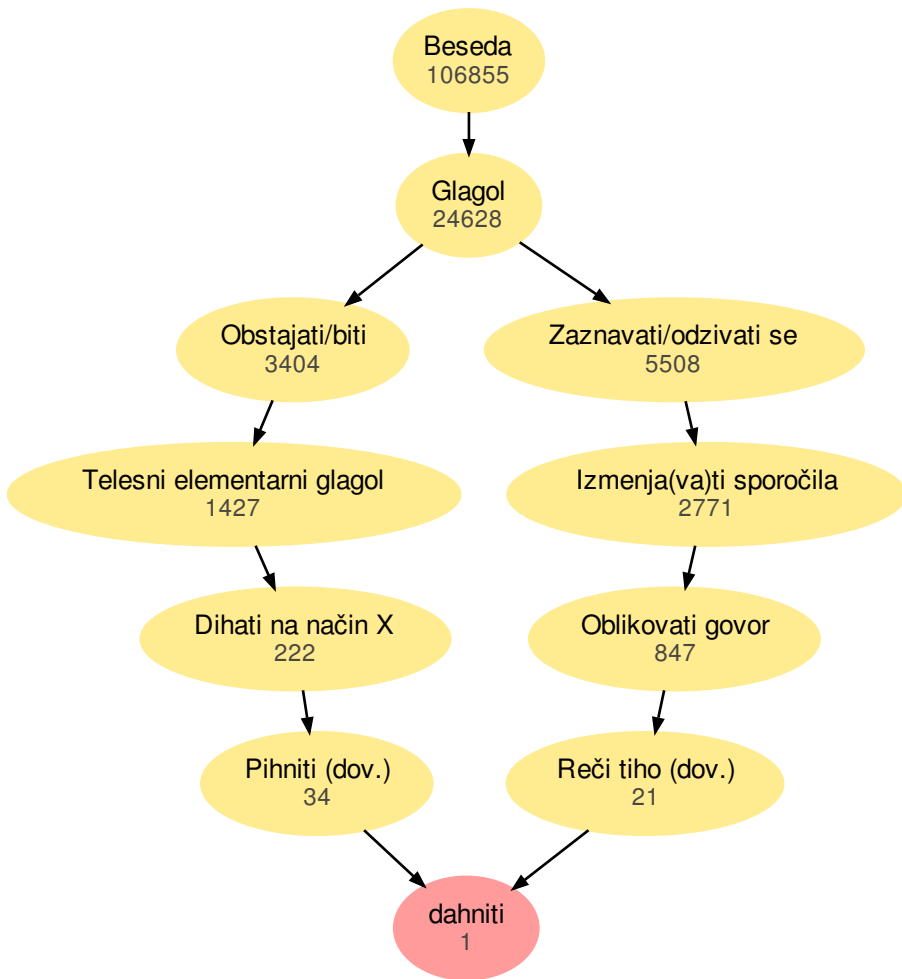 Beseda
106855
Glagol
24628
Obstajati/biti
3404
Zaznavati/odzivati se
5508
Telesni elementarni glagol
1427
Izmenja(va)ti sporočila
2771
Dihati na način X
222
Oblikovati govor
847
Pihniti (dov.)
34
Reči tiho (dov.)
21
dahniti
1